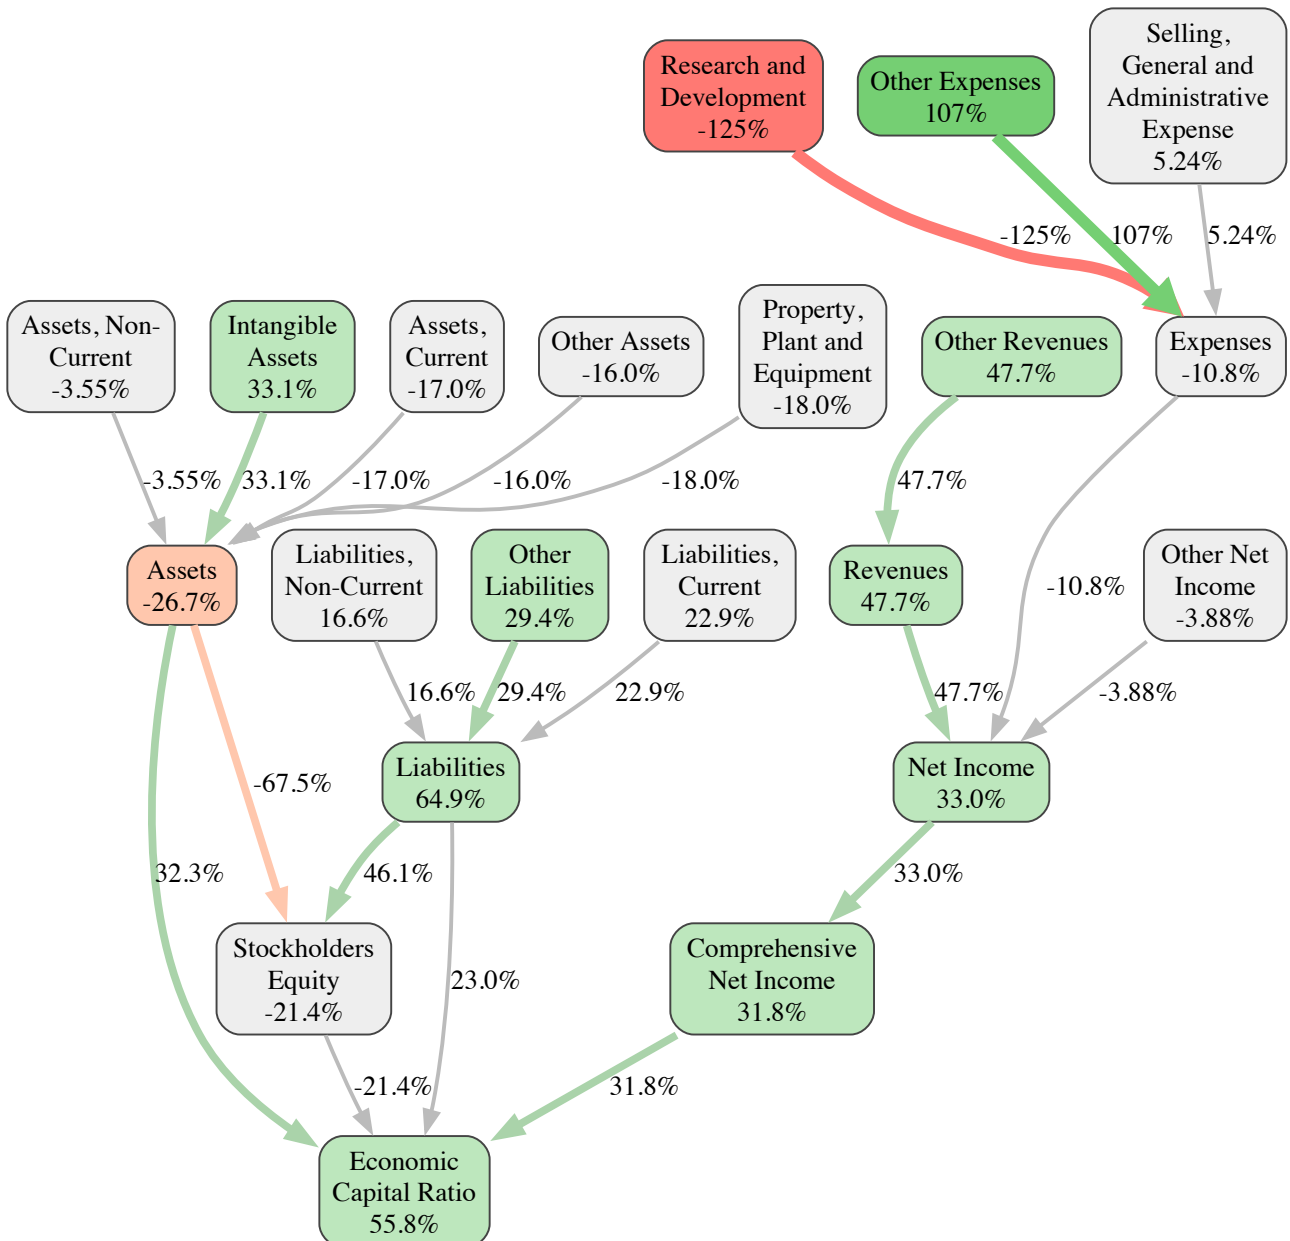 Selling,
General and
Administrative
Expense
5.24%
Research and
Development
-125%
Other Expenses
107%
-125%
107%
5.24%
Assets, Non-
Current
-3.55%
Intangible
Assets
33.1%
Assets,
Current
-17.0%
Other Assets
-16.0%
Property,
Plant and
Equipment
-18.0%
Other Revenues
47.7%
Expenses
-10.8%
-3.55%
33.1%
-17.0%
-16.0%
-18.0%
47.7%
Assets
-26.7%
Liabilities,
Non-Current
16.6%
Other
Liabilities
29.4%
Liabilities,
Current
22.9%
Revenues
47.7%
-10.8%
Other Net
Income
-3.88%
16.6%
29.4%
22.9%
47.7%
-3.88%
-67.5%
Liabilities
64.9%
Net Income
33.0%
32.3%
46.1%
33.0%
Stockholders
Equity
-21.4%
23.0%
Comprehensive
Net Income
31.8%
-21.4%
31.8%
Economic
Capital Ratio
55.8%